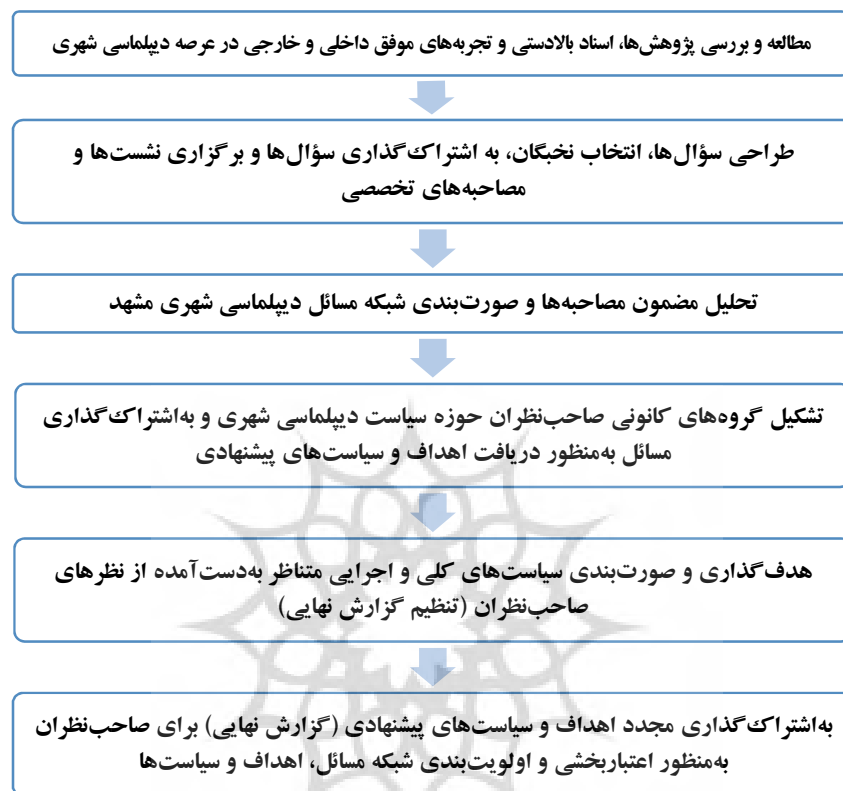 مطالعه و بررسی پژوهش‌ها، اسناد بالادستی و تجربه‌های موفق داخلی و خارجی در عرصه دیپلماسی شهری
طراحی سؤال‌ها، انتخاب نخبگان، به اشتراک‌گذاری سؤال‌ها و برگزاری نشست‌ها و
مصاحبه‌های تخصصی
تحلیل مضمون مصاحبه‌ها و صورت‌بندی شبکه مسائل دیپلماسی شهری مشهد
تشکیل گروه‌های کانونی صاحب‌نظران حوزه سیاست دیپلماسی شهری و به‌اشتراک‌گذاری
مسائل به‌منظور دریافت اهداف و سیاست‌های پیشنهادی
هدف‌گذاری و صورت‌بندی سیاست‌های کلی و اجرایی متناظر به‌دست‌آمده از نظرهای
صاحب‌نظران (تنظیم گزارش نهایی)
به‌اشتراک‌گذاری مجدد اهداف و سیاست‌های پیشنهادی (گزارش نهایی) برای صاحب‌نظران
به‌منظور اعتباربخشی و اولویت‌بندی شبکه مسائل، اهداف و سیاست‌ها